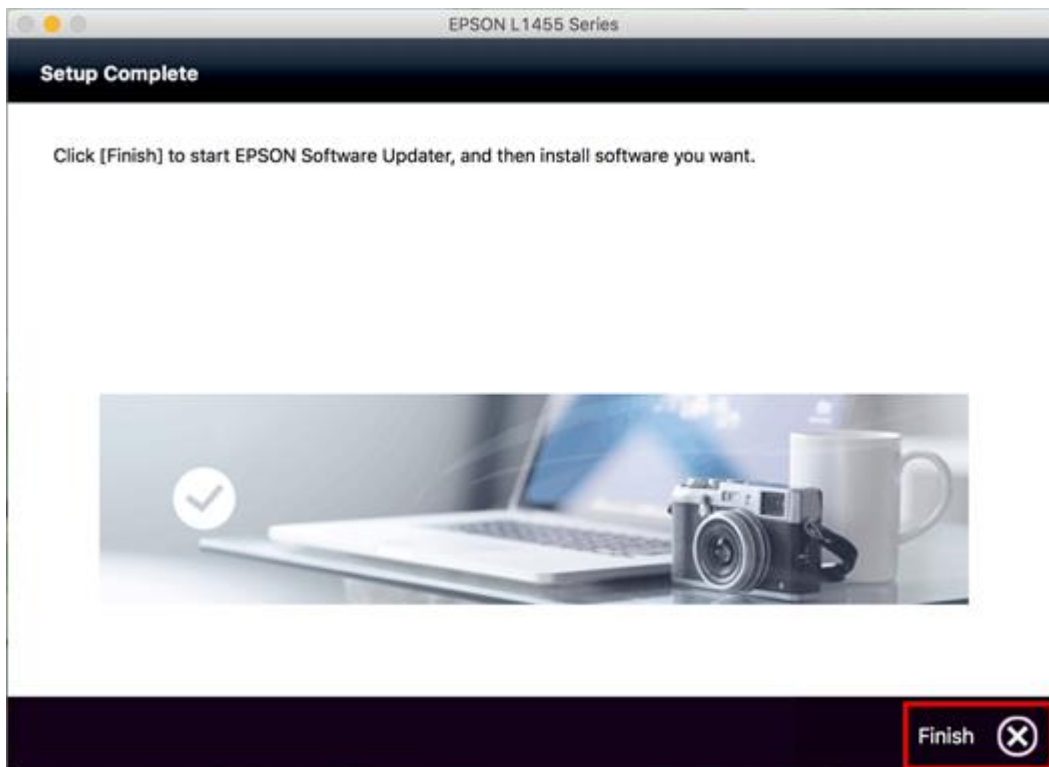 EPSON L1455 Series
Setup Complete
Click [Finish] to start EPSON Software Updater, and then install software you want.
Finish